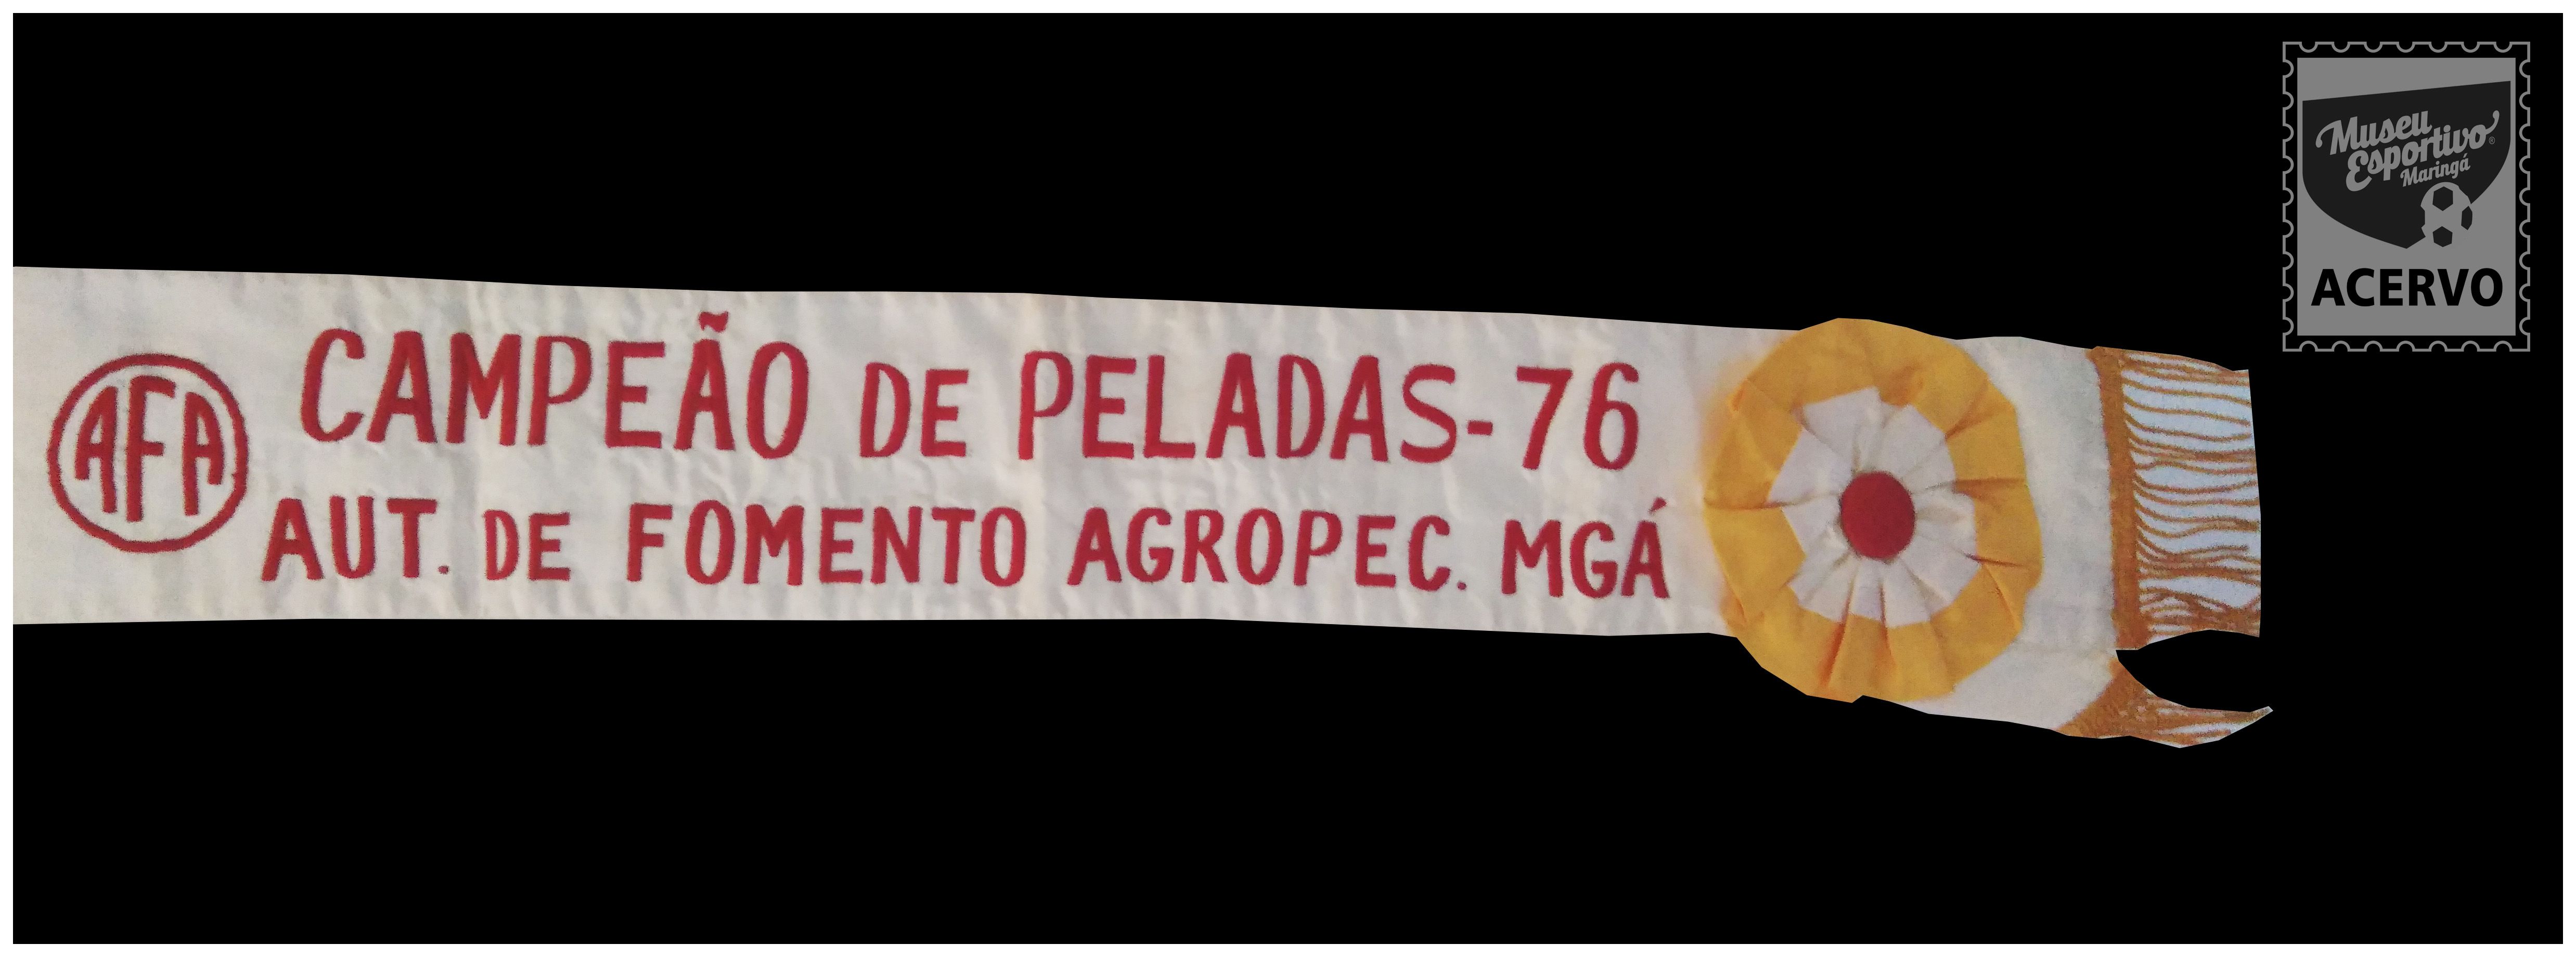 AFA
CAMPEÃO DE PELADAS-76
AUT. DE FOMENTO AGROPEC. MGÁ
Museu
Esportivo®
Maringá
ACERVO